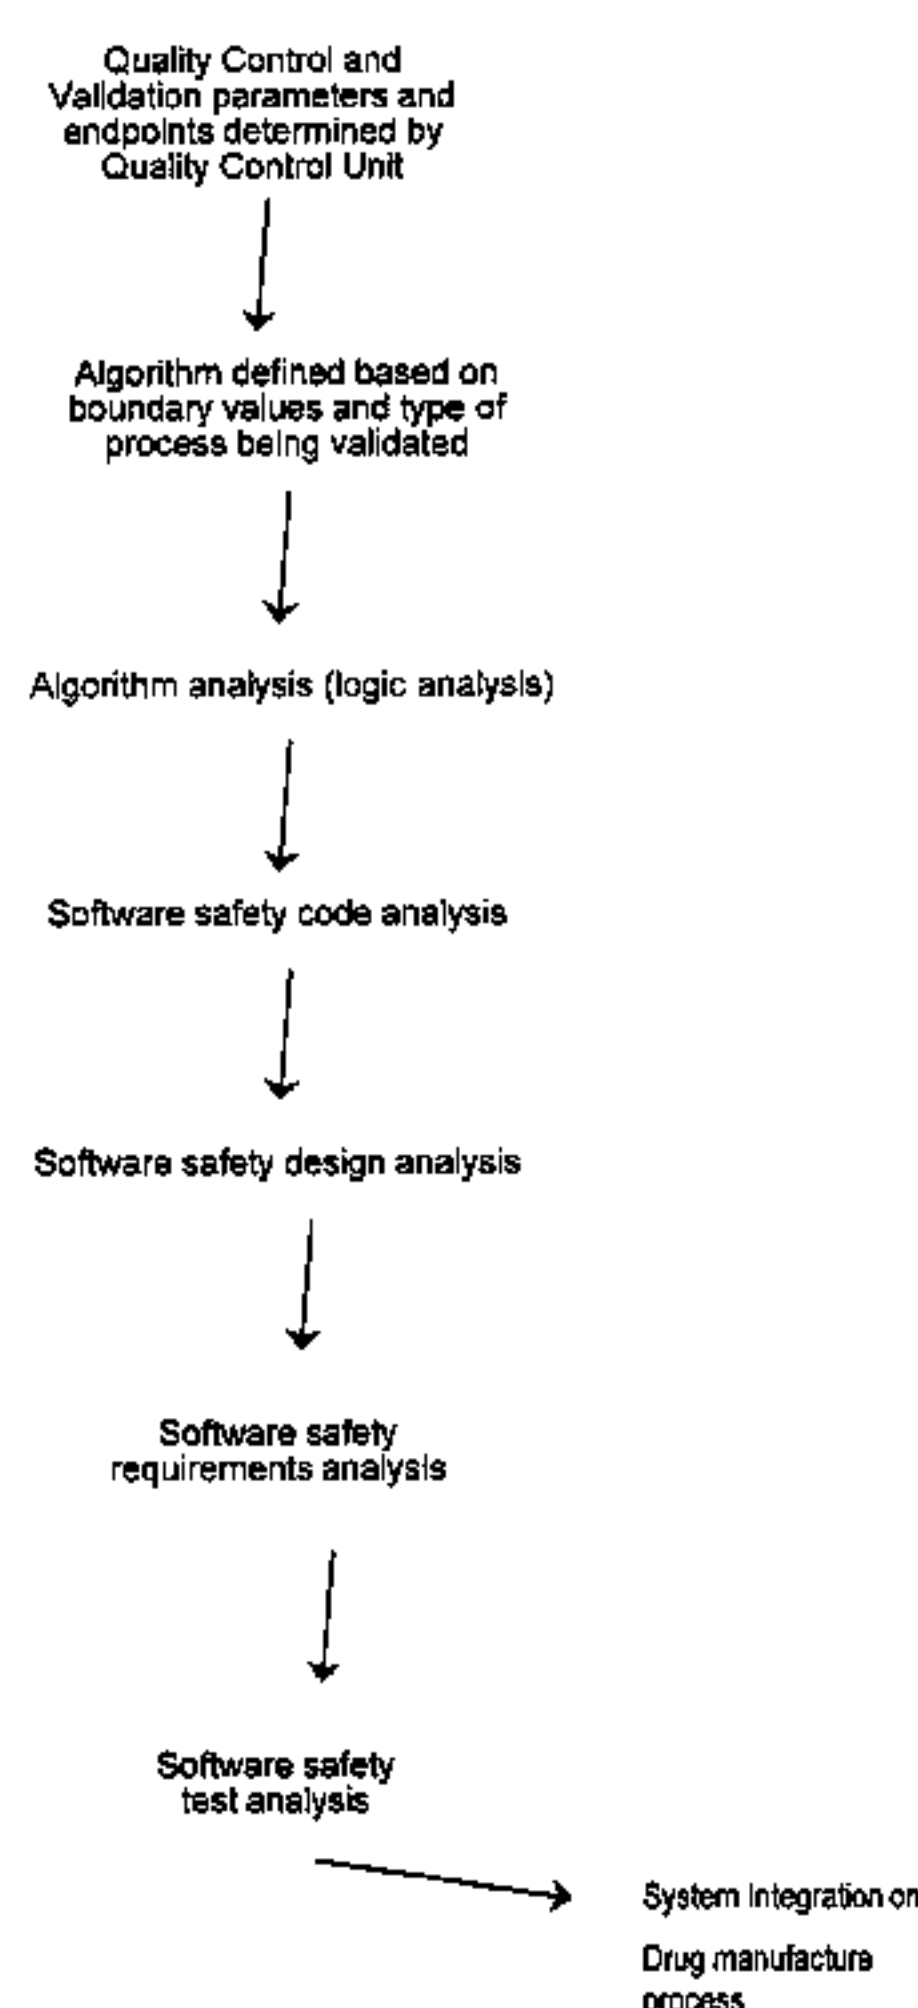 Quality Control and
Validation parameters and
endpoints determined by
Quality Control Unit
Algorithm defined based on
boundary values and type of
process being validated
Algorithm analysis (logic analysis)
Software safety code analysis
Software safety design analysis
Software safety
requirements analysis
Software safety
test analysis
System Integration on
Drug manufacture
process